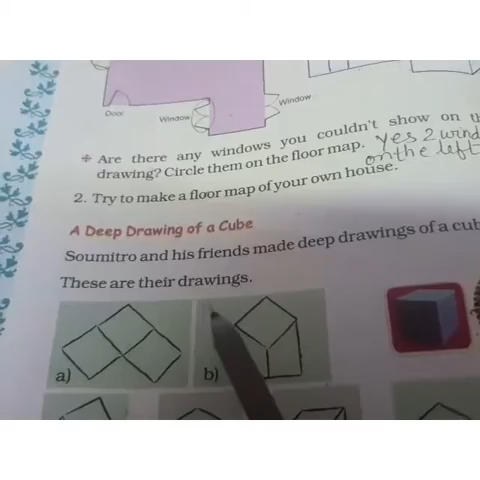 Door
Window
Window
❖ Are there any windows you couldn't show on
drawing? Circle them on the floor map. yes 2
on the left
2. Try to make a floor map of your own house.
A Deep Drawing of a Cube
Soumitro and his friends made deep drawings of a
These are their drawings.
a)
b)